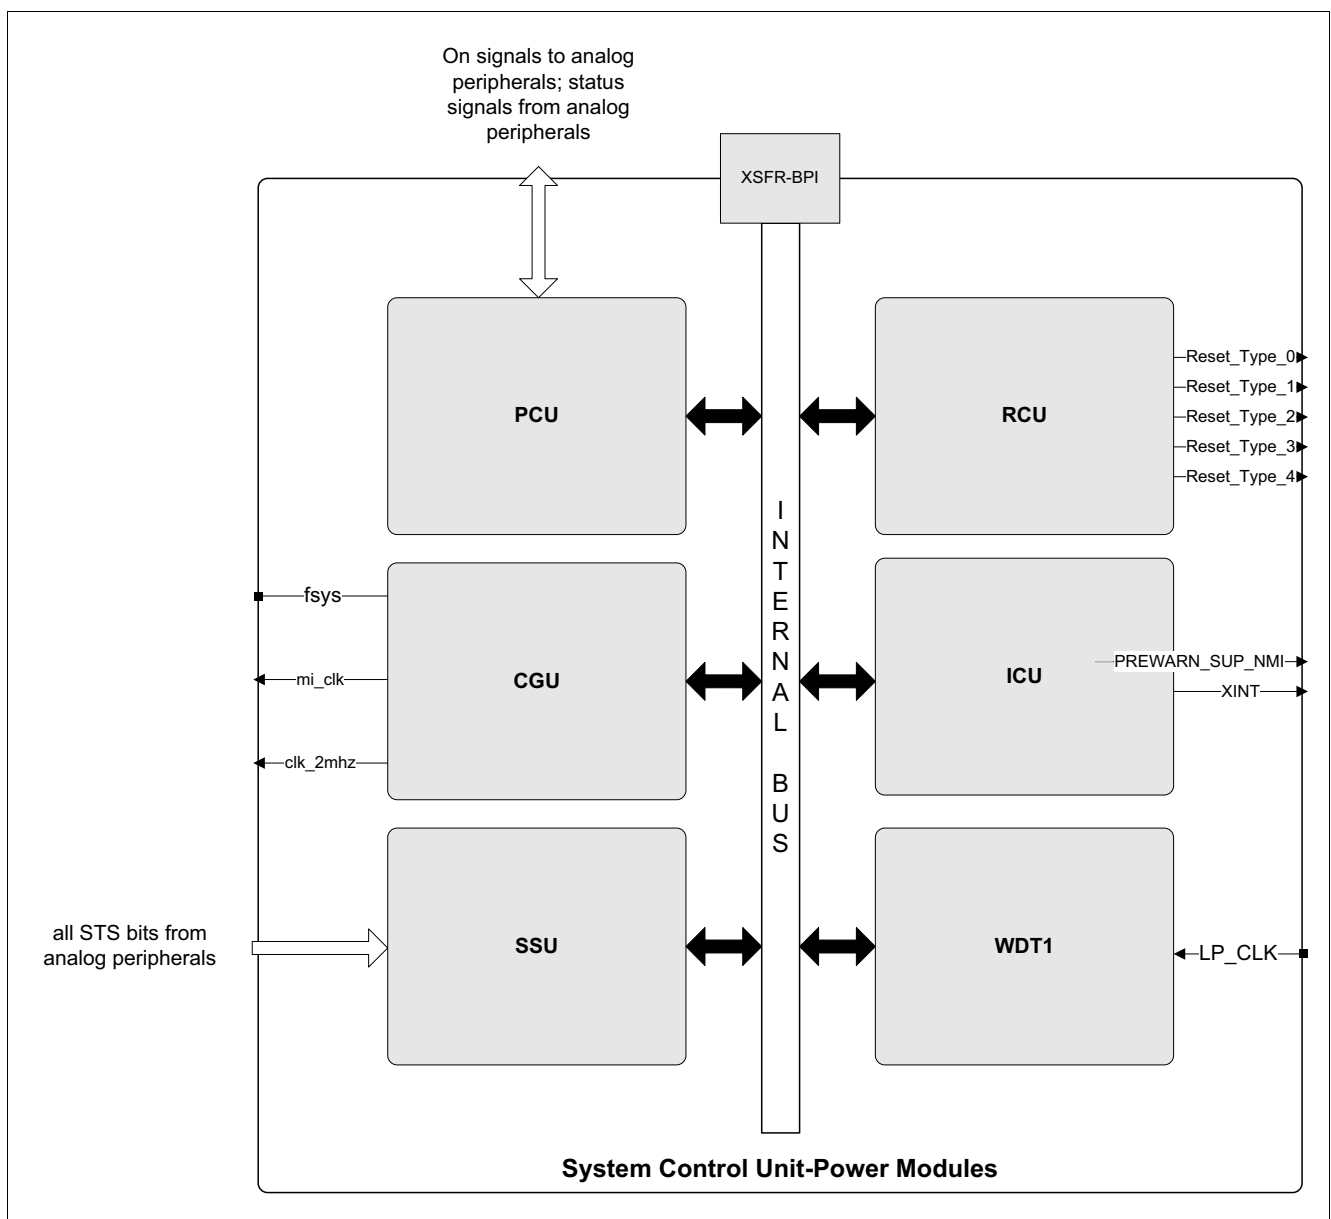 On signals to analog
peripherals; status
signals from analog
peripherals
XSFR-BPI
PCU
RCU
Reset_Type_0
Reset_Type_1
Reset_Type_2
Reset_Type_3
Reset_Type_4
INTERNAL BUS
fsys
mi_clk
clk_2mhz
CGU
ICU
PREWARN_SUP_NMI
XINT
all STS bits from
analog peripherals
SSU
WDT1
LP_CLK
System Control Unit-Power Modules